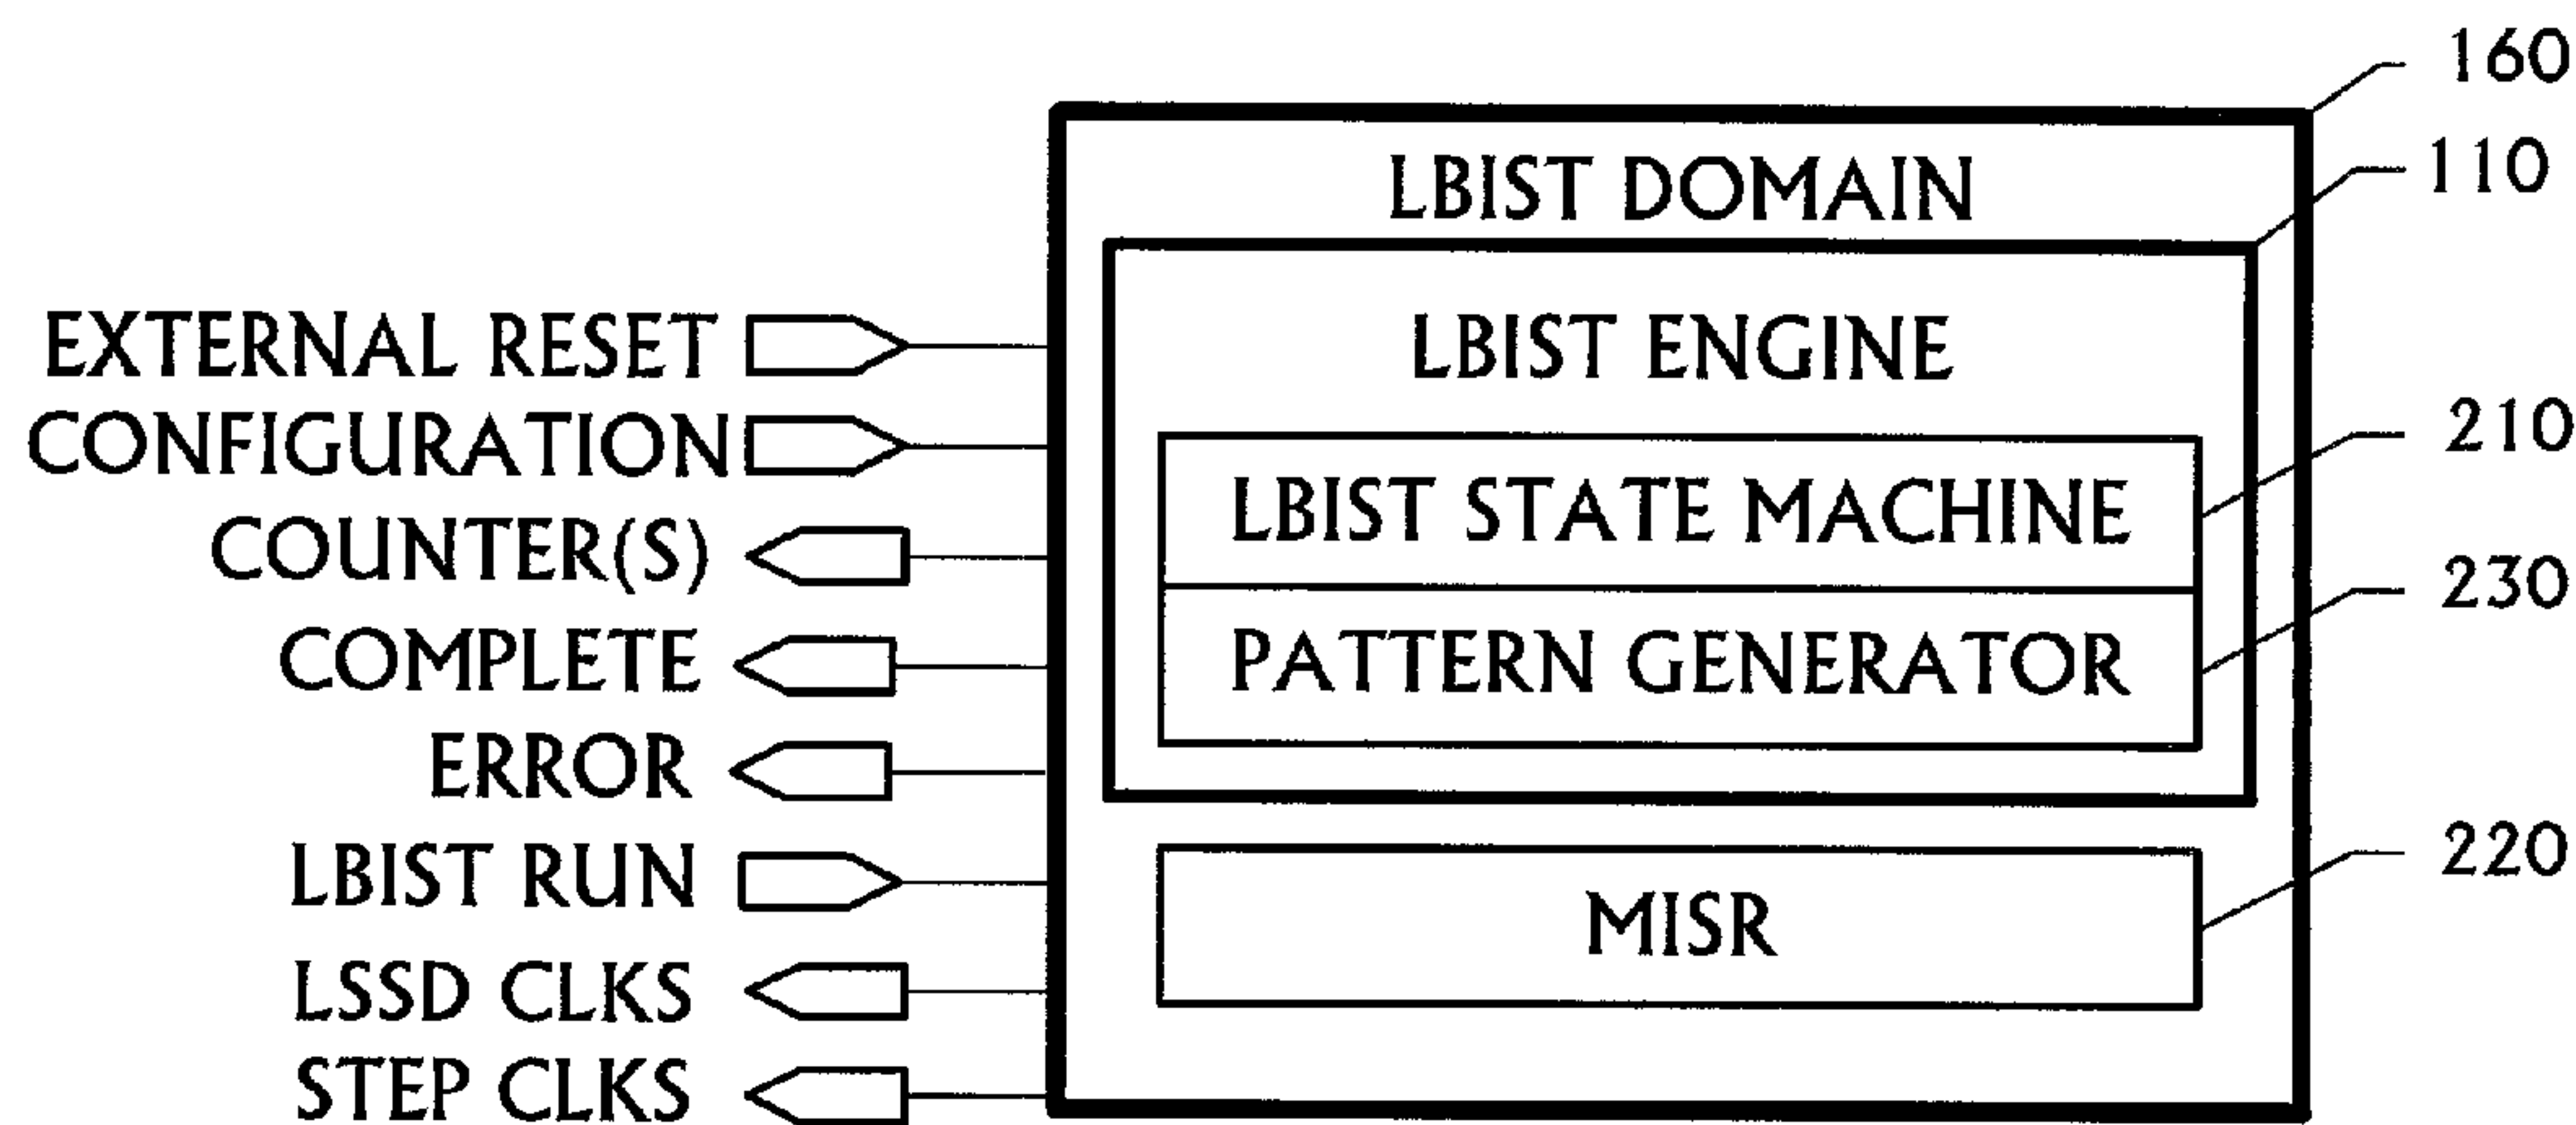 160
LBIST DOMAIN
110
EXTERNAL RESET
LBIST ENGINE
CONFIGURATION
210
LBIST STATE MACHINE
COUNTER(S)
230
PATTERN GENERATOR
COMPLETE
ERROR
LBIST RUN
220
MISR
LSSD CLKS
STEP CLKS